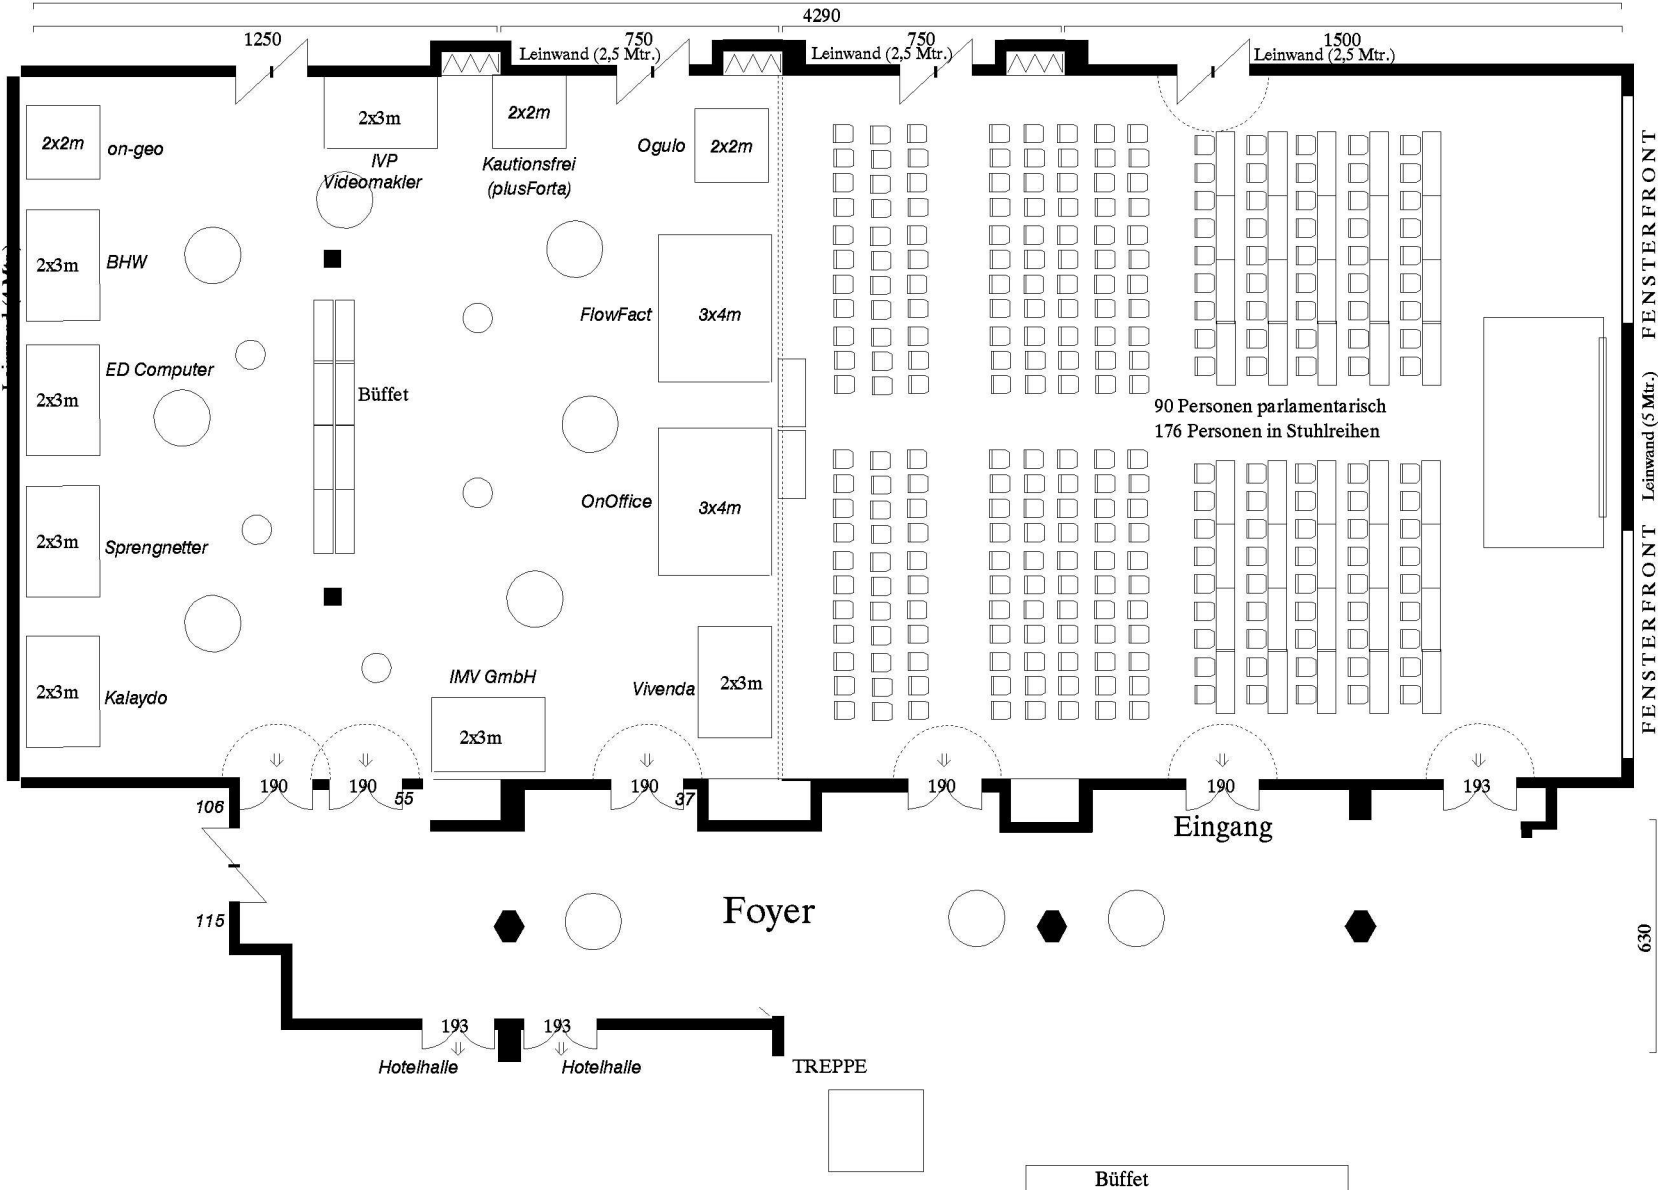 4290
1250
750
750
1500
Leinwand (2,5 Mtr.)
Leinwand (2,5 Mtr.)
Leinwand (2,5 Mtr.)
2x2m
on-geo
2x3m
IVP
Videomakler
2x2m
Kautionsfrei
(plusForta)
Ogulo
2x2m
2x3m
BHW
FlowFact
3x4m
2x3m
ED Computer
Büffet
90 Personen parlamentarisch
176 Personen in Stuhlreihen
OnOffice
3x4m
2x3m
Sprengnetter
2x3m
Kalaydo
IMV GmbH
2x3m
Vivenda
2x3m
FENSTERFRONT
Leinwand (5 Mtr.)
FENSTERFRONT
190
190
55
190
37
190
190
193
106
115
Eingang
Foyer
630
193
193
Hotelhalle
Hotelhalle
TREPPE
Büffet